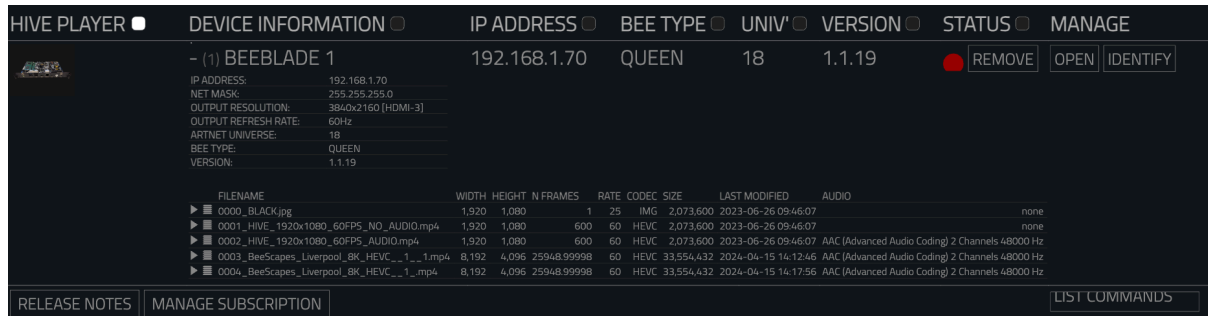 HIVE PLAYER DEVICE INFORMATION IP ADDRESS BEE TYPE UNIV' VERSION STATUS MANAGE
- (1) BEEBLADE 1 192.168.1.70 QUEEN 18 1.1.19 REMOVE OPEN IDENTIFY
IP ADDRESS: 192.168.1.70
NET MASK: 255.255.255.0
OUTPUT RESOLUTION: 3840x2160 [HDMI-3]
OUTPUT REFRESH RATE: 60Hz
ARTNET UNIVERSE: 18
BEE TYPE: QUEEN
VERSION: 1.1.19
FILENAME WIDTH HEIGHT N FRAMES RATE CODEC SIZE LAST MODIFIED AUDIO
0000_BLACK.jpg 1,920 1,080 1 25 IMG 2,073,600 2023-06-26 09:46:07 none
0001_HIVE_1920x1080_60FPS_NO_AUDIO.mp4 1,920 1,080 600 60 HEVC 2,073,600 2023-06-26 09:46:07 none
0002_HIVE_1920x1080_60FPS_AUDIO.mp4 1,920 1,080 600 60 HEVC 2,073,600 2023-06-26 09:46:07 AAC (Advanced Audio Coding) 2 Channels 48000 Hz
0003_BeeScapes_Liverpool_8K_HEVC__1__1.mp4 8,192 4,096 25948.99998 60 HEVC 33,554,432 2024-04-15 14:12:46 AAC (Advanced Audio Coding) 2 Channels 48000 Hz
0004_BeeScapes_Liverpool_8K_HEVC__1_.mp4 8,192 4,096 25948.99998 60 HEVC 33,554,432 2024-04-15 14:17:56 AAC (Advanced Audio Coding) 2 Channels 48000 Hz
RELEASE NOTES MANAGE SUBSCRIPTION LIST COMMANDS